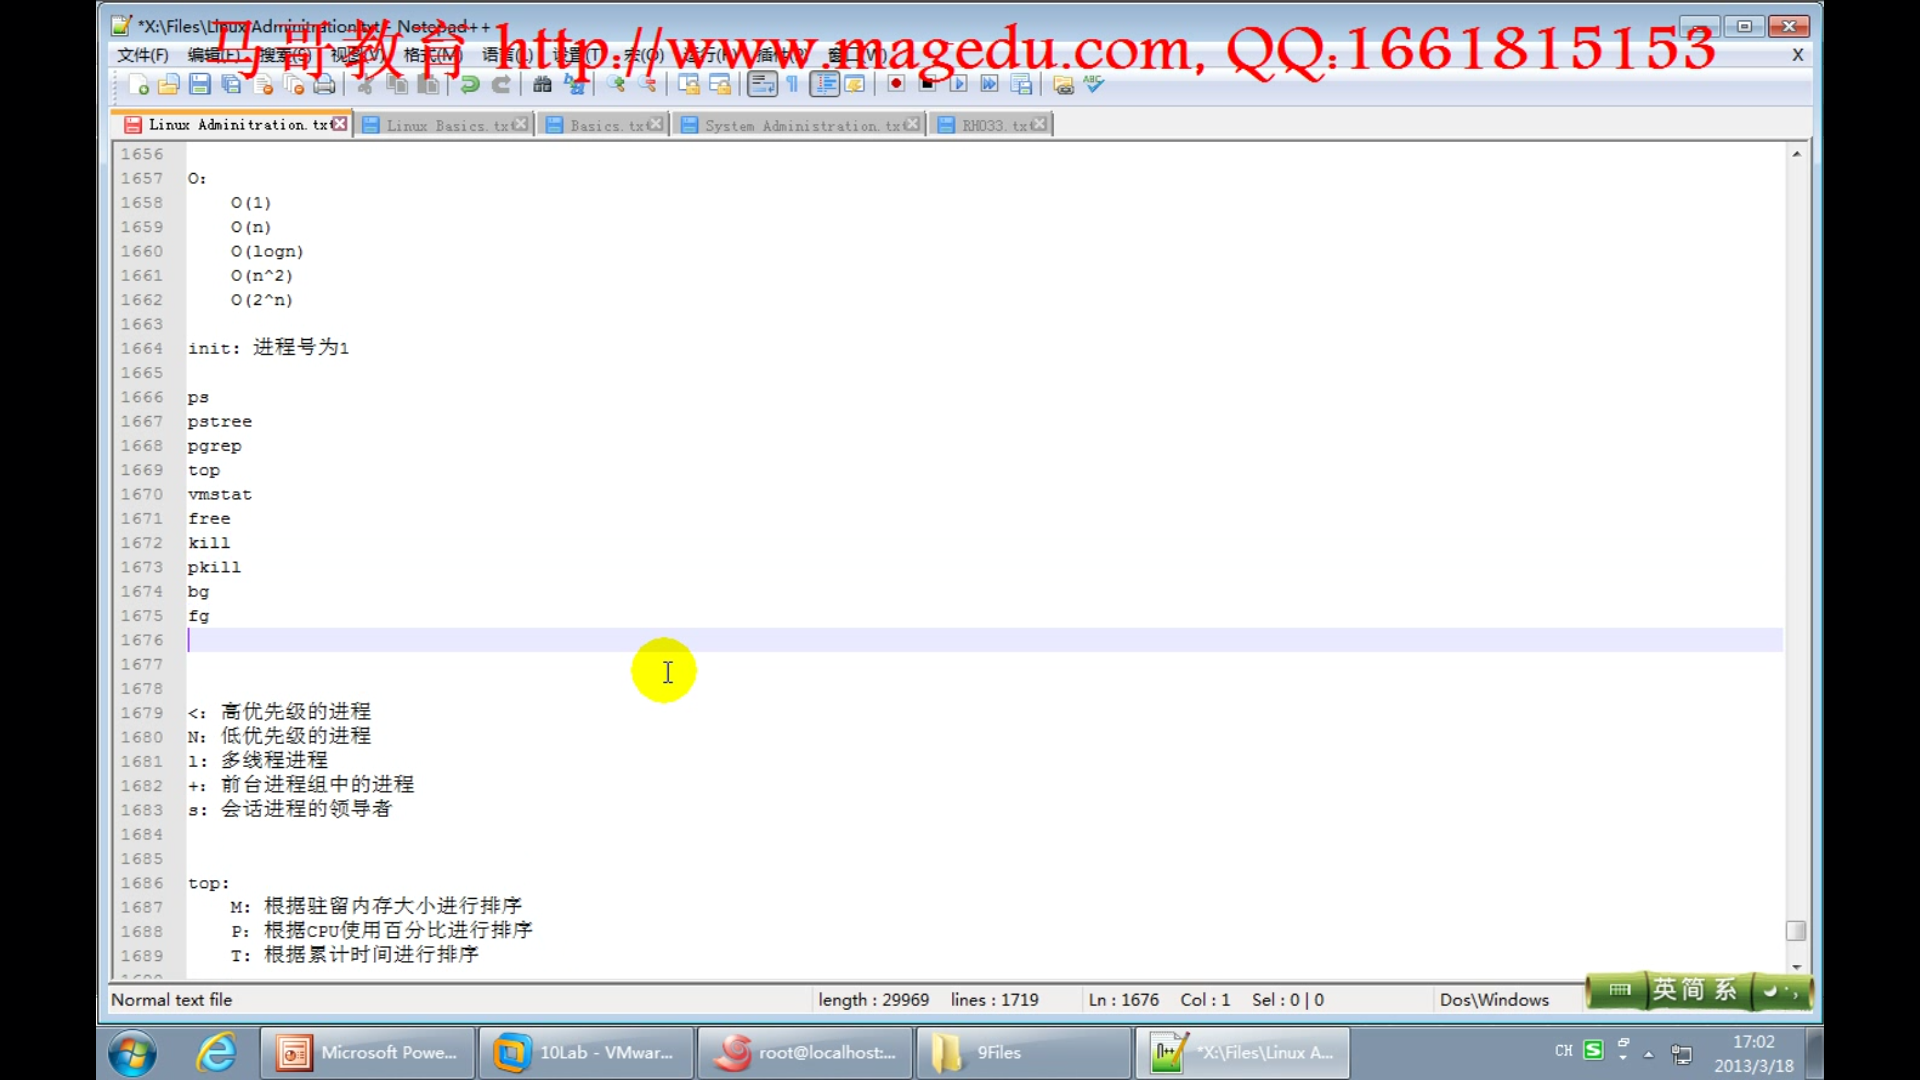 *X:\Files\Linux Adminitration.txt - Notepad++
马哥教育 http://www.magedu.com, QQ:1661815153
文件(F) 编辑(E) 搜索(S) 视图(V) 格式(M) 语言(L) 设置(T) 宏(O) 运行(R) 插件(P) 窗口(W) X
Linux Adminitration.txt Linux Basics.txt Basics.txt System Administration.txt RH033.txt
1656
1657 O:
1658 O(1)
1659 O(n)
1660 O(logn)
1661 O(n^2)
1662 O(2^n)
1663
1664 init: 进程号为1
1665
1666 ps
1667 pstree
1668 pgrep
1669 top
1670 vmstat
1671 free
1672 kill
1673 pkill
1674 bg
1675 fg
1676
1677
1678
1679 <: 高优先级的进程
1680 N: 低优先级的进程
1681 l: 多线程进程
1682 +: 前台进程组中的进程
1683 s: 会话进程的领导者
1684
1685
1686 top:
1687 M: 根据驻留内存大小进行排序
1688 P: 根据CPU使用百分比进行排序
1689 T: 根据累计时间进行排序
Normal text file length : 29969 lines : 1719 Ln : 1676 Col : 1 Sel : 0 | 0 Dos\Windows
英简系
Microsoft Powe... 10Lab - VMwar... root@localhost:... 9Files *X:\Files\Linux A... CH 17:02
2013/3/18